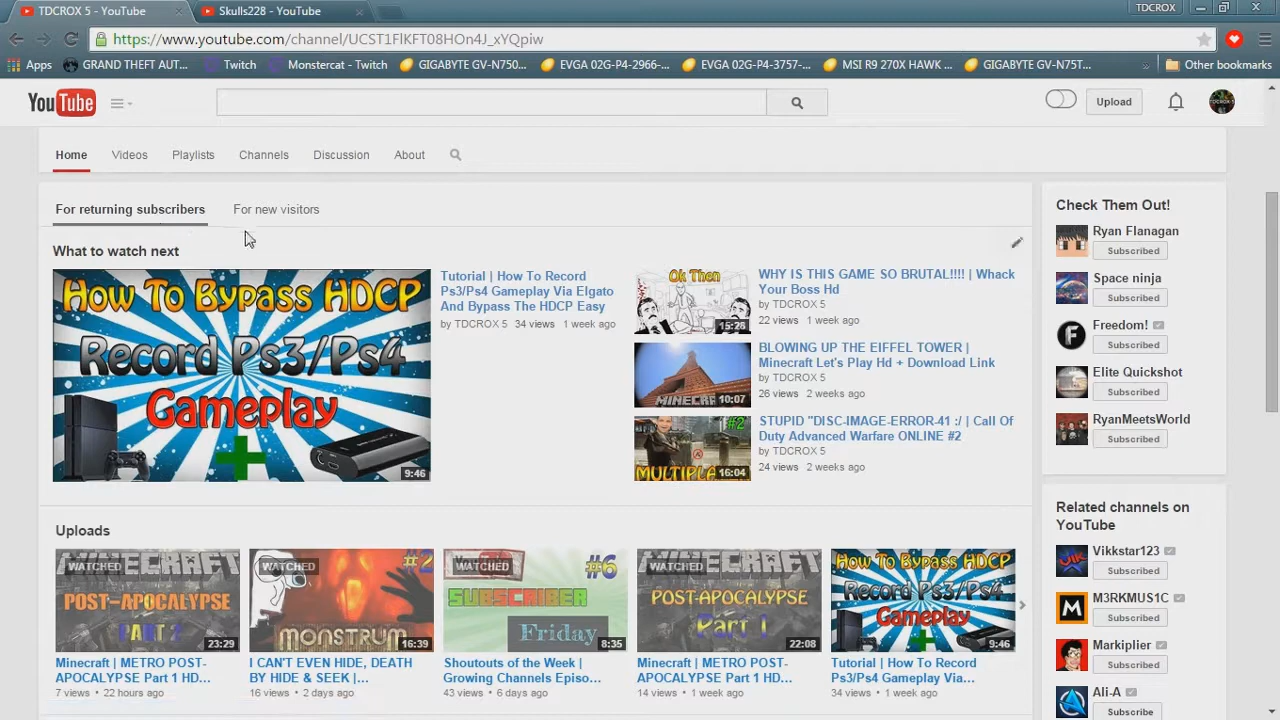 TDCROX 5 - YouTube
Skulls228 - YouTube
TDCROX
https://www.youtube.com/channel/UCST1FlKFT08HOn4J_xYQpiw
Apps
GRAND THEFT AUT...
Twitch
Monstercat - Twitch
GIGABYTE GV-N750...
EVGA 02G-P4-2966-...
EVGA 02G-P4-3757-...
MSI R9 270X HAWK ...
GIGABYTE GV-N75T...
»
Other bookmarks
YouTube
Upload
Home
Videos
Playlists
Channels
Discussion
About
For returning subscribers
For new visitors
What to watch next
How To Bypass HDCP
Record Ps3/Ps4
Gameplay
+
9:46
Tutorial | How To Record
Ps3/Ps4 Gameplay Via Elgato
And Bypass The HDCP Easy
by TDCROX 5 34 views 1 week ago
Ok Then
15:26
WHY IS THIS GAME SO BRUTAL!!!! | Whack
Your Boss Hd
by TDCROX 5
22 views 1 week ago
MINECR
10:07
BLOWING UP THE EIFFEL TOWER |
Minecraft Let's Play Hd + Download Link
by TDCROX 5
26 views 2 weeks ago
#2
MULTIPLA
16:04
STUPID "DISC-IMAGE-ERROR-41 :/ | Call Of
Duty Advanced Warfare ONLINE #2
by TDCROX 5
24 views 2 weeks ago
Uploads
MINECRAFT
WATCHED
POST-APOCALYPSE
PART 2
23:29
Minecraft | METRO POST-
APOCALYPSE Part 1 HD...
7 views • 22 hours ago
WATCHED
#2
MONSTRUM
16:39
I CAN'T EVEN HIDE, DEATH
BY HIDE & SEEK |...
16 views • 2 days ago
WATCHED
#6
SUBSCRIBER
Friday
8:35
Shoutouts of the Week |
Growing Channels Episo...
43 views • 6 days ago
MINECRAFT
WATCHED
POST-APOCALYPSE
Part 1
22:08
Minecraft | METRO POST-
APOCALYPSE Part 1 HD...
14 views • 1 week ago
How To Bypass HDCP
Record Ps3/Ps4
Gameplay
+
9:46
Tutorial | How To Record
Ps3/Ps4 Gameplay Via...
34 views • 1 week ago
Check Them Out!
Ryan Flanagan
Subscribed
Space ninja
Subscribed
Freedom!
Subscribed
Elite Quickshot
Subscribed
RyanMeetsWorld
Subscribed
Related channels on
YouTube
Vikkstar123
Subscribed
M3RKMUS1C
Subscribed
Markiplier
Subscribed
Ali-A
Subscribe